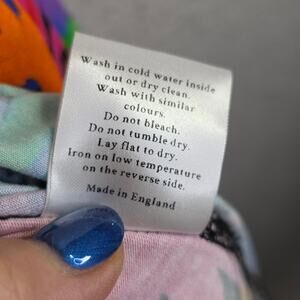 Wash in cold water inside
out or dry clean.
Wash with similar
colours.
Do not bleach.
Do not tumble dry.
Lay flat to dry.
Iron on low temperature
on the reverse side.
Made in England